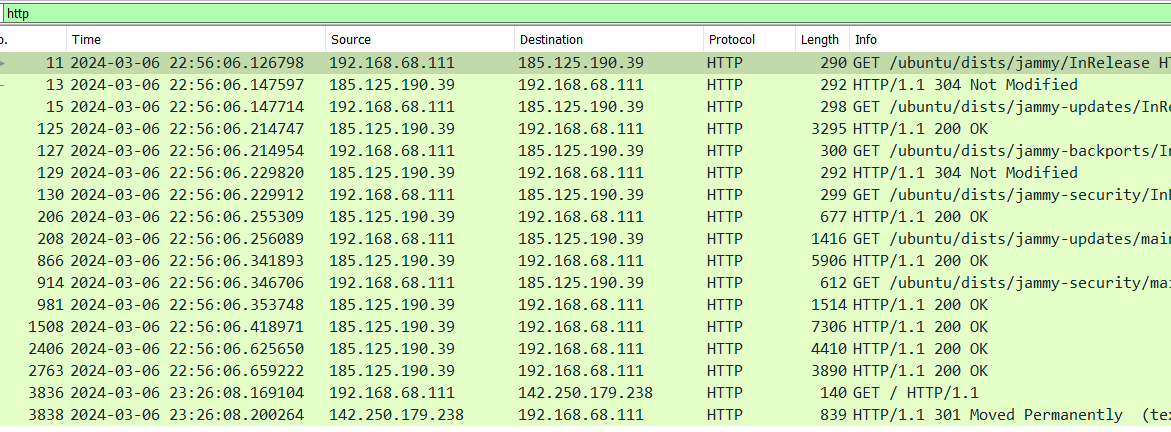 http
o. Time Source Destination Protocol Length Info
11 2024-03-06 22:56:06.126798 192.168.68.111 185.125.190.39 HTTP 290 GET /ubuntu/dists/jammy/InRelease HT
13 2024-03-06 22:56:06.147597 185.125.190.39 192.168.68.111 HTTP 292 HTTP/1.1 304 Not Modified
15 2024-03-06 22:56:06.147714 192.168.68.111 185.125.190.39 HTTP 298 GET /ubuntu/dists/jammy-updates/InRe
125 2024-03-06 22:56:06.214747 185.125.190.39 192.168.68.111 HTTP 3295 HTTP/1.1 200 OK
127 2024-03-06 22:56:06.214954 192.168.68.111 185.125.190.39 HTTP 300 GET /ubuntu/dists/jammy-backports/In
129 2024-03-06 22:56:06.229820 185.125.190.39 192.168.68.111 HTTP 292 HTTP/1.1 304 Not Modified
130 2024-03-06 22:56:06.229912 192.168.68.111 185.125.190.39 HTTP 299 GET /ubuntu/dists/jammy-security/InR
206 2024-03-06 22:56:06.255309 185.125.190.39 192.168.68.111 HTTP 677 HTTP/1.1 200 OK
208 2024-03-06 22:56:06.256089 192.168.68.111 185.125.190.39 HTTP 1416 GET /ubuntu/dists/jammy-updates/main
866 2024-03-06 22:56:06.341893 185.125.190.39 192.168.68.111 HTTP 5906 HTTP/1.1 200 OK
914 2024-03-06 22:56:06.346706 192.168.68.111 185.125.190.39 HTTP 612 GET /ubuntu/dists/jammy-security/mai
981 2024-03-06 22:56:06.353748 185.125.190.39 192.168.68.111 HTTP 1514 HTTP/1.1 200 OK
1508 2024-03-06 22:56:06.418971 185.125.190.39 192.168.68.111 HTTP 7306 HTTP/1.1 200 OK
2406 2024-03-06 22:56:06.625650 185.125.190.39 192.168.68.111 HTTP 4410 HTTP/1.1 200 OK
2763 2024-03-06 22:56:06.659222 185.125.190.39 192.168.68.111 HTTP 3890 HTTP/1.1 200 OK
3836 2024-03-06 23:26:08.169104 192.168.68.111 142.250.179.238 HTTP 140 GET / HTTP/1.1
3838 2024-03-06 23:26:08.200264 142.250.179.238 192.168.68.111 HTTP 839 HTTP/1.1 301 Moved Permanently (tex